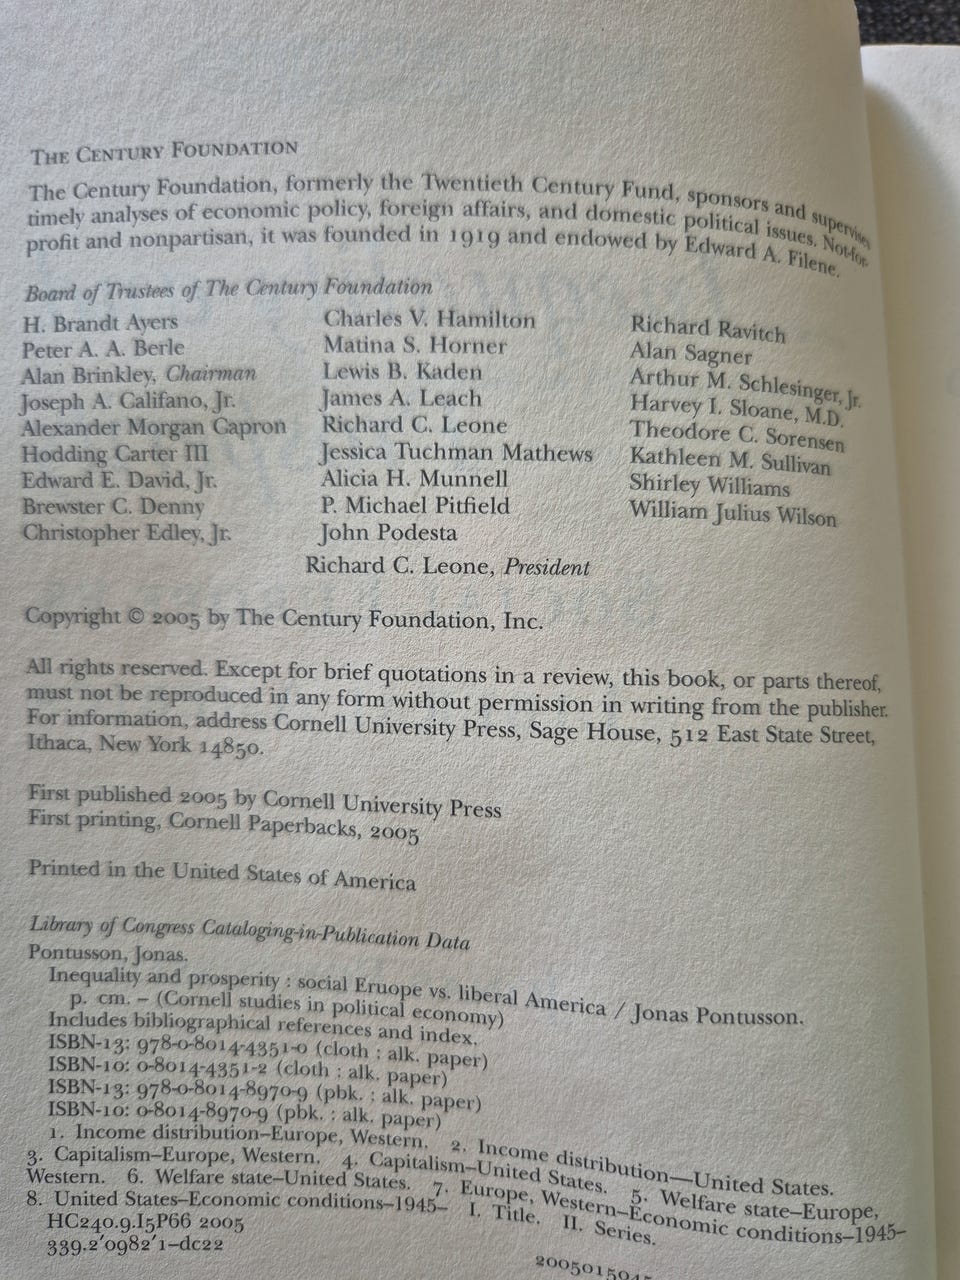 THE CENTURY FOUNDATION
The Century Foundation, formerly the Twentieth Century Fund, sponsors and supervises
timely analyses of economic policy, foreign affairs, and domestic political issues. Not-for-
profit and nonpartisan, it was founded in 1919 and endowed by Edward A. Filene.
Board of Trustees of The Century Foundation
H. Brandt Ayers
Peter A. A. Berle
Alan Brinkley, Chairman
Joseph A. Califano, Jr.
Alexander Morgan Capron
Hodding Carter III
Edward E. David, Jr.
Brewster C. Denny
Christopher Edley, Jr.
Charles V. Hamilton
Matina S. Horner
Lewis B. Kaden
James A. Leach
Richard C. Leone
Jessica Tuchman Mathews
Alicia H. Munnell
P. Michael Pitfield
John Podesta
Richard Ravitch
Alan Sagner
Arthur M. Schlesinger, Jr.
Harvey I. Sloane, M.D.
Theodore C. Sorensen
Kathleen M. Sullivan
Shirley Williams
William Julius Wilson
Richard C. Leone, President
Copyright © 2005 by The Century Foundation, Inc.
All rights reserved. Except for brief quotations in a review, this book, or parts thereof,
must not be reproduced in any form without permission in writing from the publisher.
For information, address Cornell University Press, Sage House, 512 East State Street,
Ithaca, New York 14850.
First published 2005 by Cornell University Press
First printing, Cornell Paperbacks, 2005
Printed in the United States of America
Library of Congress Cataloging-in-Publication Data
Pontusson, Jonas.
Inequality and prosperity : social Eruope vs. liberal America / Jonas Pontusson.
p. cm. – (Cornell studies in political economy)
Includes bibliographical references and index.
ISBN-13: 978-0-8014-4351-0 (cloth : alk. paper)
ISBN-10: 0-8014-4351-2 (cloth : alk. paper)
ISBN-13: 978-0-8014-8970-9 (pbk. : alk. paper)
ISBN-10: 0-8014-8970-9 (pbk. : alk. paper)
1. Income distribution–Europe, Western. 2. Income distribution—United States.
3. Capitalism–Europe, Western. 4. Capitalism–United States. 5. Welfare state–Europe,
Western. 6. Welfare state–United States. 7. Europe, Western–Economic conditions–1945–
8. United States–Economic conditions–1945– I. Title. II. Series.
HC240.9.I5P66 2005
339.2'0982'1–dc22